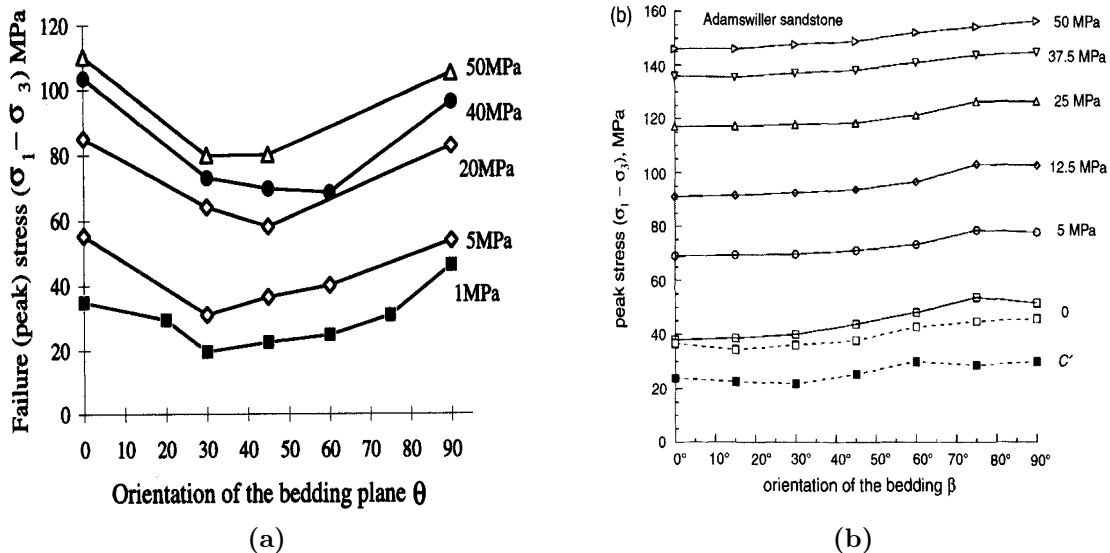 Failure (peak) stress (σ₁ − σ₃) MPa
120
100
80
60
40
20
0
50MPa
40MPa
20MPa
5MPa
1MPa
0 10 20 30 40 50 60 70 80 90
Orientation of the bedding plane θ
(a)
(b)
Adamswiller sandstone
peak stress (σ₁ − σ₃), MPa
160
140
120
100
80
60
40
20
0
50 MPa
37.5 MPa
25 MPa
12.5 MPa
5 MPa
0
C'
0° 10° 20° 30° 40° 50° 60° 70° 80° 90°
orientation of the bedding β
(b)